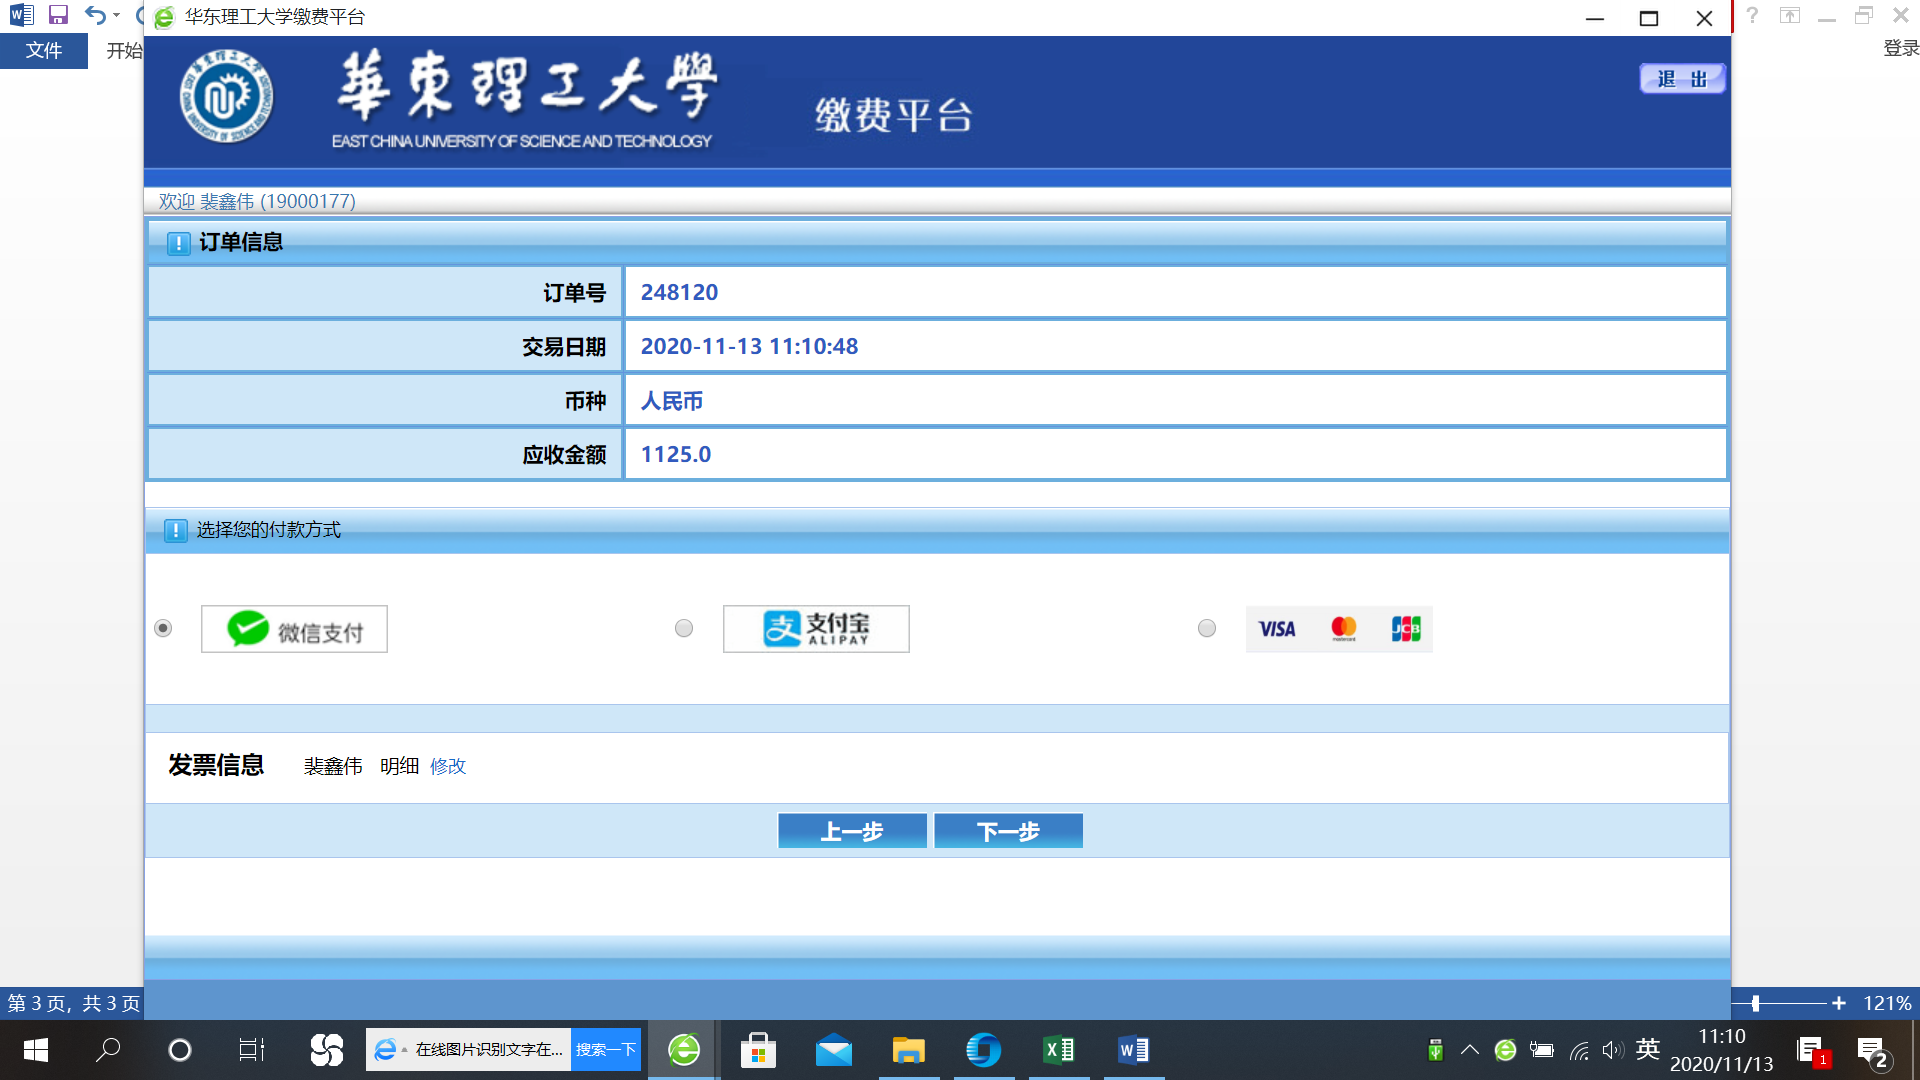 华东理工大学缴费平台
文件
开始
登录
華東理工大學
EAST CHINA UNIVERSITY OF SCIENCE AND TECHNOLOGY
缴费平台
退 出
欢迎 裴鑫伟 (19000177)
订单信息
订单号 248120
交易日期 2020-11-13 11:10:48
币种 人民币
应收金额 1125.0
选择您的付款方式
微信支付
支付宝
ALIPAY
VISA mastercard JCB
发票信息 裴鑫伟 明细 修改
上一步 下一步
第 3 页，共 3 页
121%
在线图片识别文字在... 搜索一下
英
11:10
2020/11/13
1
2